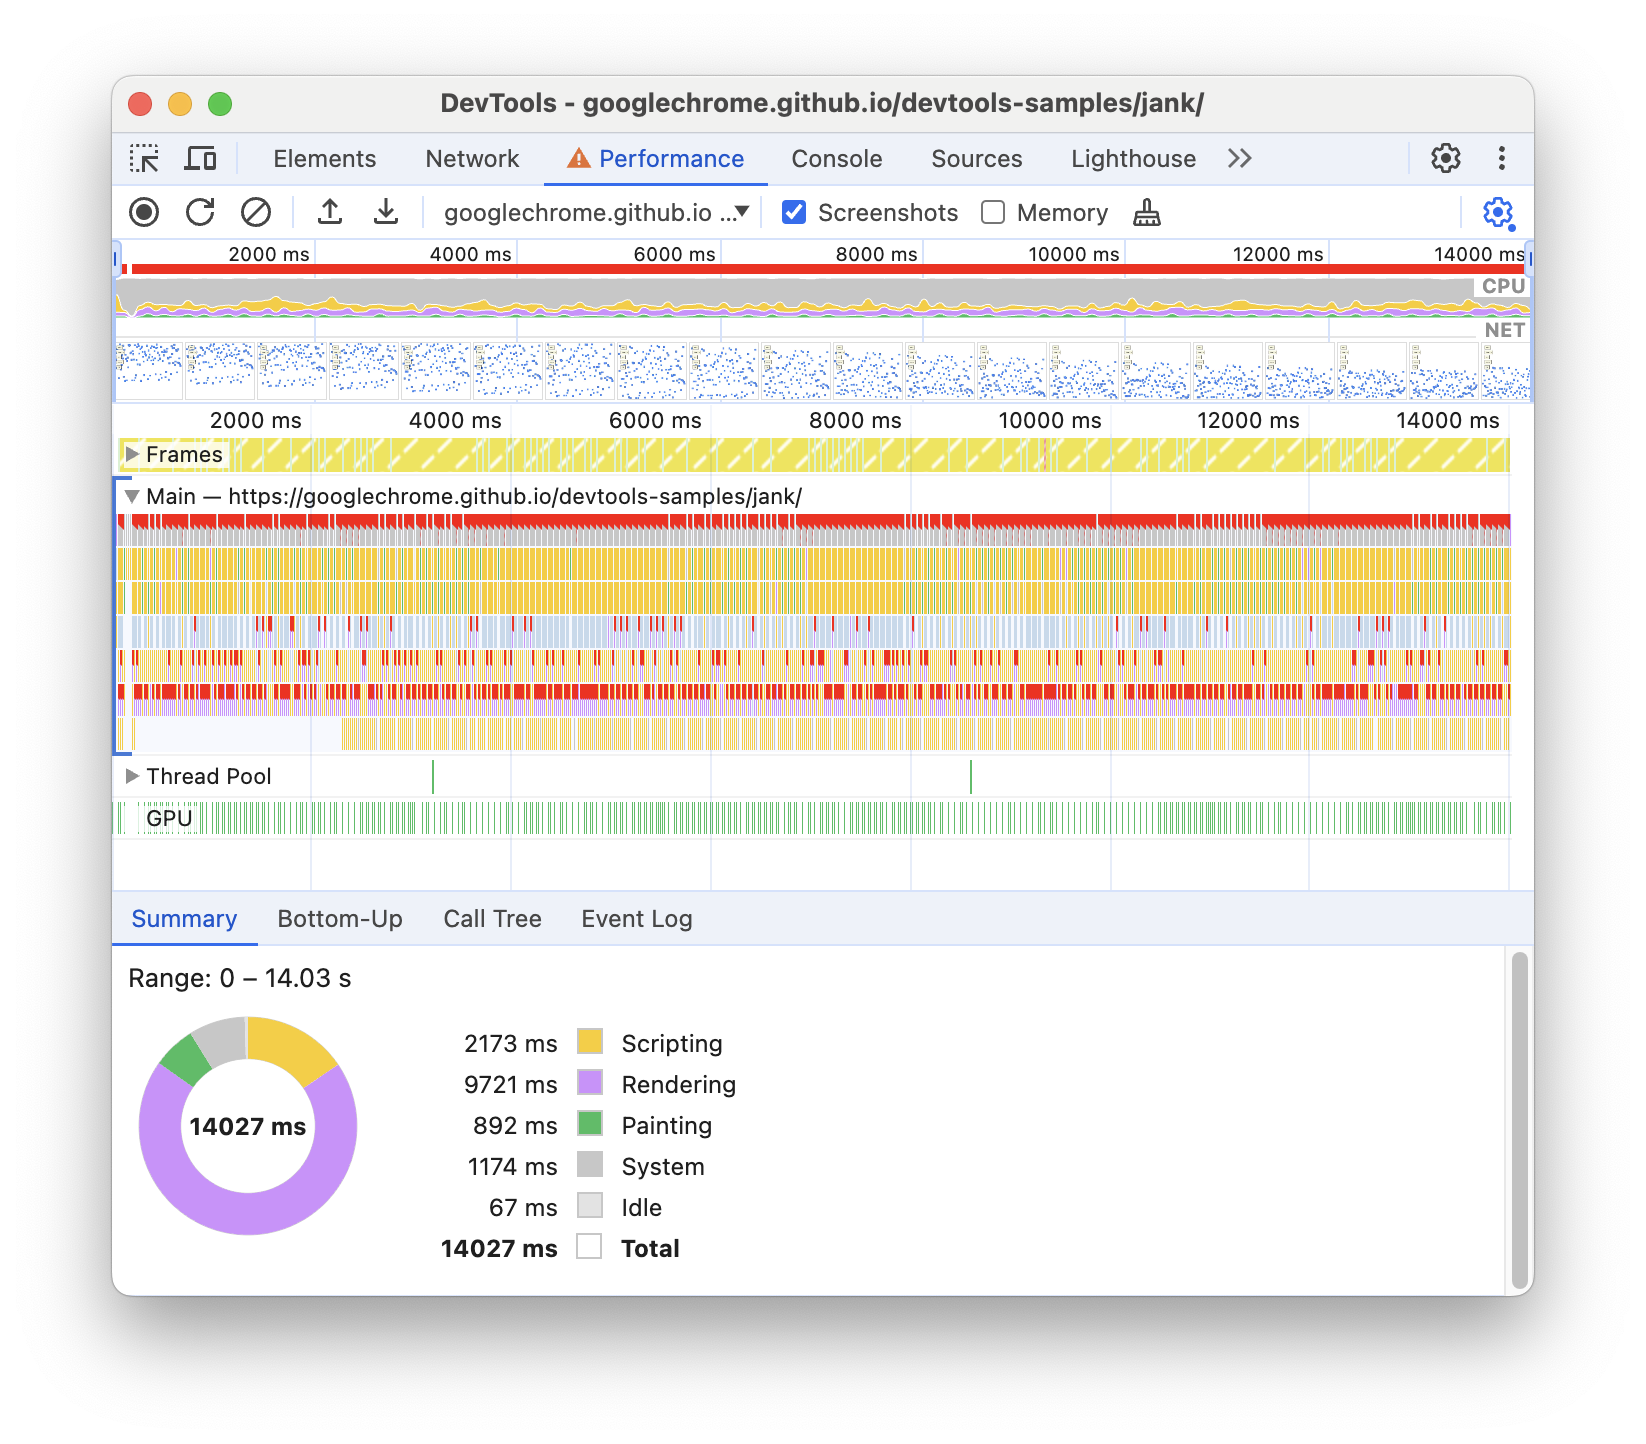 DevTools - googlechrome.github.io/devtools-samples/jank/
Elements Network Performance Console Sources Lighthouse
googlechrome.github.io ... Screenshots Memory
2000 ms 4000 ms 6000 ms 8000 ms 10000 ms 12000 ms 14000 ms
CPU
NET
2000 ms 4000 ms 6000 ms 8000 ms 10000 ms 12000 ms 14000 ms
Frames
Main — https://googlechrome.github.io/devtools-samples/jank/
Thread Pool
GPU
Summary Bottom-Up Call Tree Event Log
Range: 0 – 14.03 s
14027 ms
2173 ms Scripting
9721 ms Rendering
892 ms Painting
1174 ms System
67 ms Idle
14027 ms Total